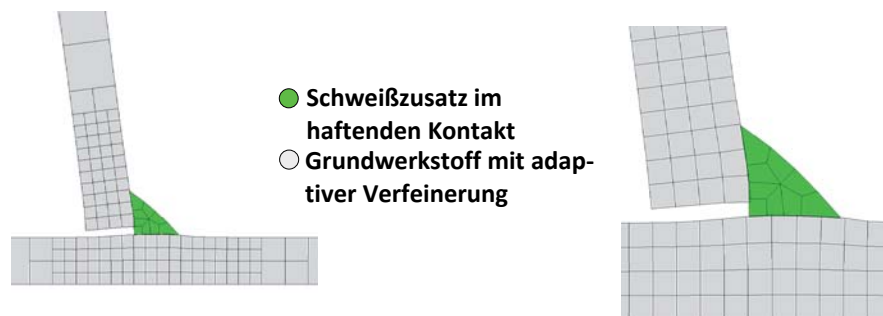 Schweißzusatz im
haftenden Kontakt
Grundwerkstoff mit adap-
tiver Verfeinerung